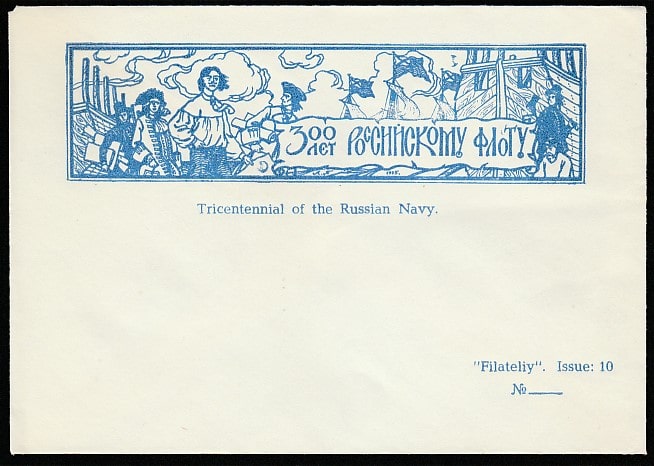 300
ЛЕТ РОССИЙСКОМУ ФЛОТУ
Tricentennial of the Russian Navy.
"Filateliy". Issue: 10
№